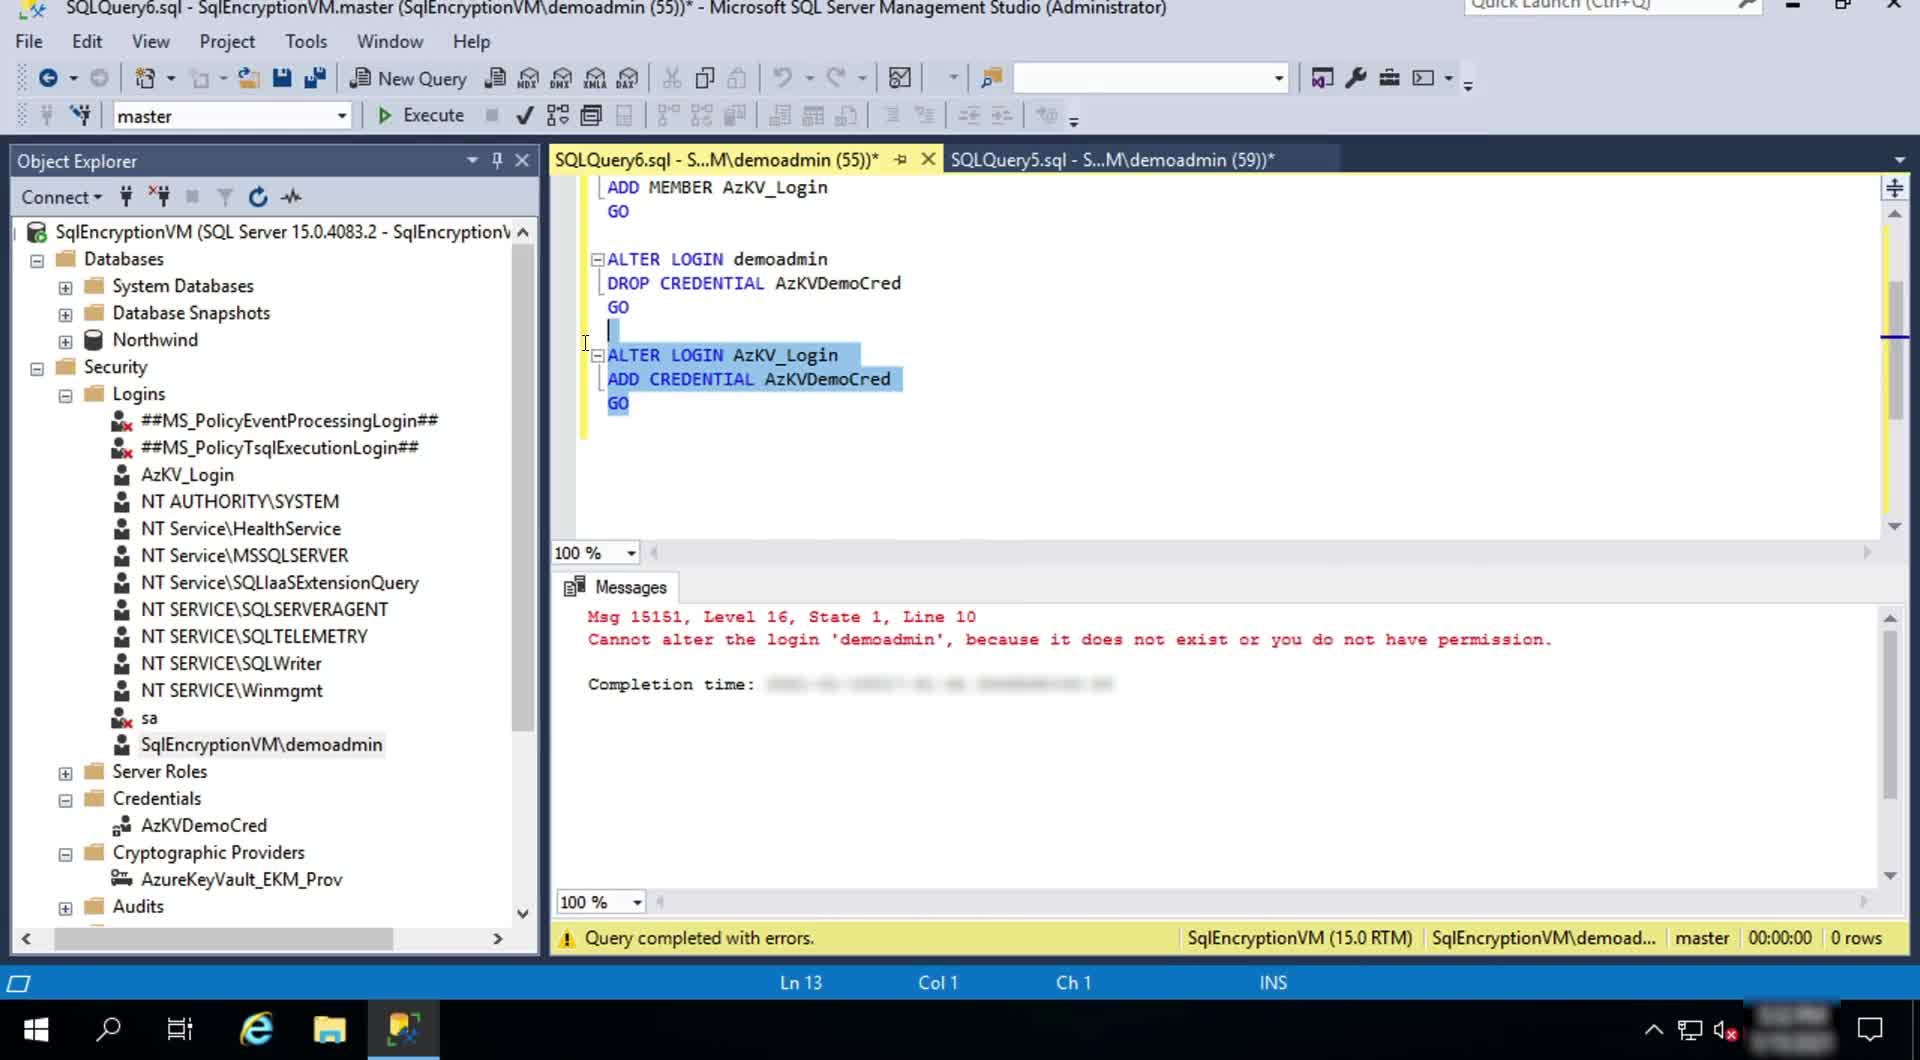 SQLQuery6.sql - SqlEncryptionVM.master (SqlEncryptionVM\demoadmin (55))* - Microsoft SQL Server Management Studio (Administrator)
Quick Launch (Ctrl+Q)
File Edit View Project Tools Window Help
New Query MDX DMX XMLA DAX
master Execute
Object Explorer
Connect
SqlEncryptionVM (SQL Server 15.0.4083.2 - SqlEncryptionV
Databases
System Databases
Database Snapshots
Northwind
Security
Logins
##MS_PolicyEventProcessingLogin##
##MS_PolicyTsqlExecutionLogin##
AzKV_Login
NT AUTHORITY\SYSTEM
NT Service\HealthService
NT Service\MSSQLSERVER
NT Service\SQLIaaSExtensionQuery
NT SERVICE\SQLSERVERAGENT
NT SERVICE\SQLTELEMETRY
NT SERVICE\SQLWriter
NT SERVICE\Winmgmt
sa
SqlEncryptionVM\demoadmin
Server Roles
Credentials
AzKVDemoCred
Cryptographic Providers
AzureKeyVault_EKM_Prov
Audits
SQLQuery6.sql - S...M\demoadmin (55))* SQLQuery5.sql - S...M\demoadmin (59))*
ADD MEMBER AzKV_Login
GO
ALTER LOGIN demoadmin
DROP CREDENTIAL AzKVDemoCred
GO
ALTER LOGIN AzKV_Login
ADD CREDENTIAL AzKVDemoCred
GO
100 %
Messages
Msg 15151, Level 16, State 1, Line 10
Cannot alter the login 'demoadmin', because it does not exist or you do not have permission.
Completion time:
100 %
Query completed with errors. SqlEncryptionVM (15.0 RTM) SqlEncryptionVM\demoad... master 00:00:00 0 rows
Ln 13 Col 1 Ch 1 INS